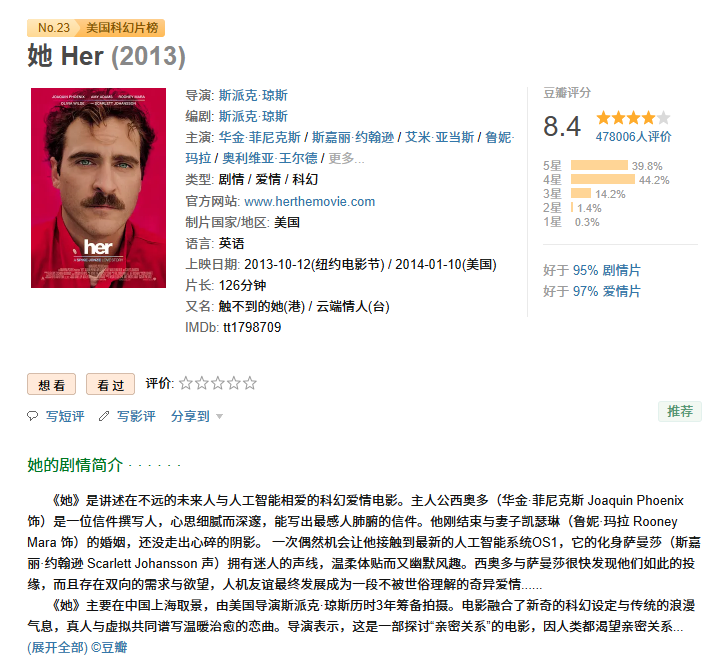 No.23 美国科幻片榜
她 Her (2013)
JOAQUIN PHOENIX AMY ADAMS ROONEY MARA
OLIVIA WILDE SCARLETT JOHANSSON
her
A SPIKE JONZE LOVE STORY
导演: 斯派克·琼斯
编剧: 斯派克·琼斯
主演: 华金·菲尼克斯 / 斯嘉丽·约翰逊 / 艾米·亚当斯 / 鲁妮·
玛拉 / 奥利维亚·王尔德 / 更多...
类型: 剧情 / 爱情 / 科幻
官方网站: www.herthemovie.com
制片国家/地区: 美国
语言: 英语
上映日期: 2013-10-12(纽约电影节) / 2014-01-10(美国)
片长: 126分钟
又名: 触不到的她(港) / 云端情人(台)
IMDb: tt1798709
豆瓣评分
8.4
478006人评价
5星 39.8%
4星 44.2%
3星 14.2%
2星 1.4%
1星 0.3%
好于 95% 剧情片
好于 97% 爱情片
想看 看过 评价:
写短评 写影评 分享到
推荐
她的剧情简介 · · · · · ·
《她》是讲述在不远的未来人与人工智能相爱的科幻爱情电影。主人公西奥多（华金·菲尼克斯 Joaquin Phoenix
饰）是一位信件撰写人，心思细腻而深邃，能写出最感人肺腑的信件。他刚结束与妻子凯瑟琳（鲁妮·玛拉 Rooney
Mara 饰）的婚姻，还没走出心碎的阴影。 一次偶然机会让他接触到最新的人工智能系统OS1，它的化身萨曼莎（斯嘉
丽·约翰逊 Scarlett Johansson 声）拥有迷人的声线，温柔体贴而又幽默风趣。西奥多与萨曼莎很快发现他们如此的投
缘，而且存在双向的需求与欲望，人机友谊最终发展成为一段不被世俗理解的奇异爱情......
《她》主要在中国上海取景，由美国导演斯派克·琼斯历时3年筹备拍摄。电影融合了新奇的科幻设定与传统的浪漫
气息，真人与虚拟共同谱写温暖治愈的恋曲。导演表示，这是一部探讨“亲密关系”的电影，因人类都渴望亲密关系...
(展开全部) ©豆瓣